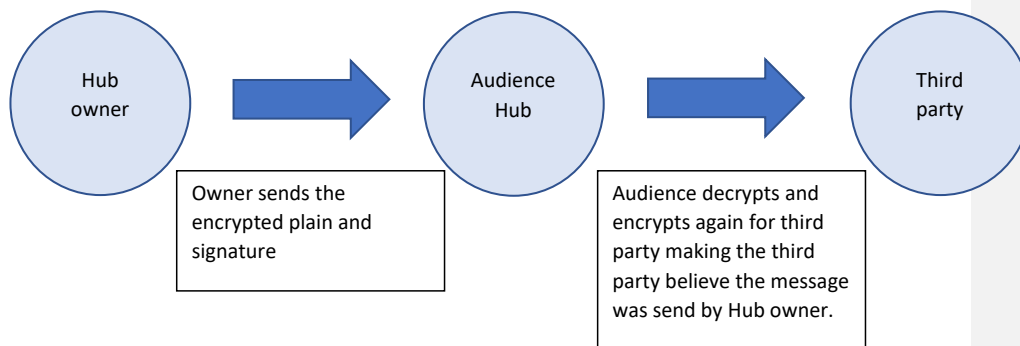 Hub
owner
Audience
Hub
Third
party
Owner sends the
encrypted plain and
signature
Audience decrypts and
encrypts again for third
party making the third
party believe the message
was send by Hub owner.